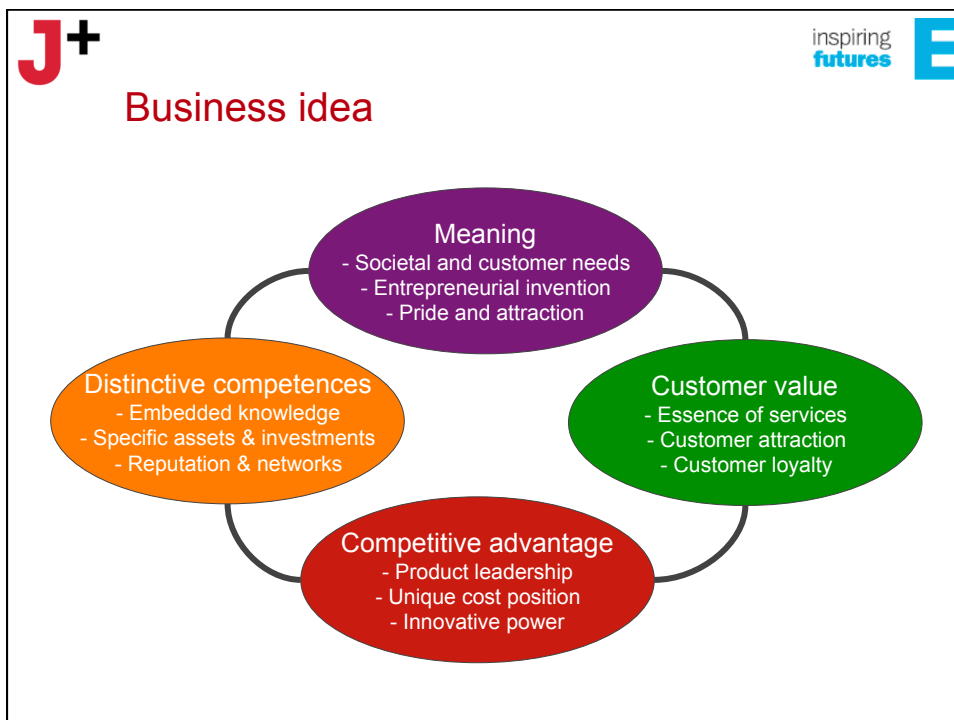 J+
inspiring
futures
E
Business idea
Meaning
- Societal and customer needs
- Entrepreneurial invention
- Pride and attraction
Distinctive competences
- Embedded knowledge
- Specific assets & investments
- Reputation & networks
Customer value
- Essence of services
- Customer attraction
- Customer loyalty
Competitive advantage
- Product leadership
- Unique cost position
- Innovative power